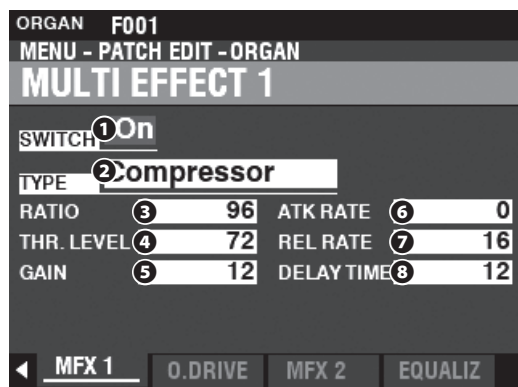 ORGAN F001
MENU - PATCH EDIT - ORGAN
MULTI EFFECT 1
SWITCH 1 On
TYPE 2 Compressor
RATIO 3 96 ATK RATE 6 0
THR. LEVEL 4 72 REL RATE 7 16
GAIN 5 12 DELAY TIME 8 12
◀ MFX 1 O.DRIVE MFX 2 EQUALIZ